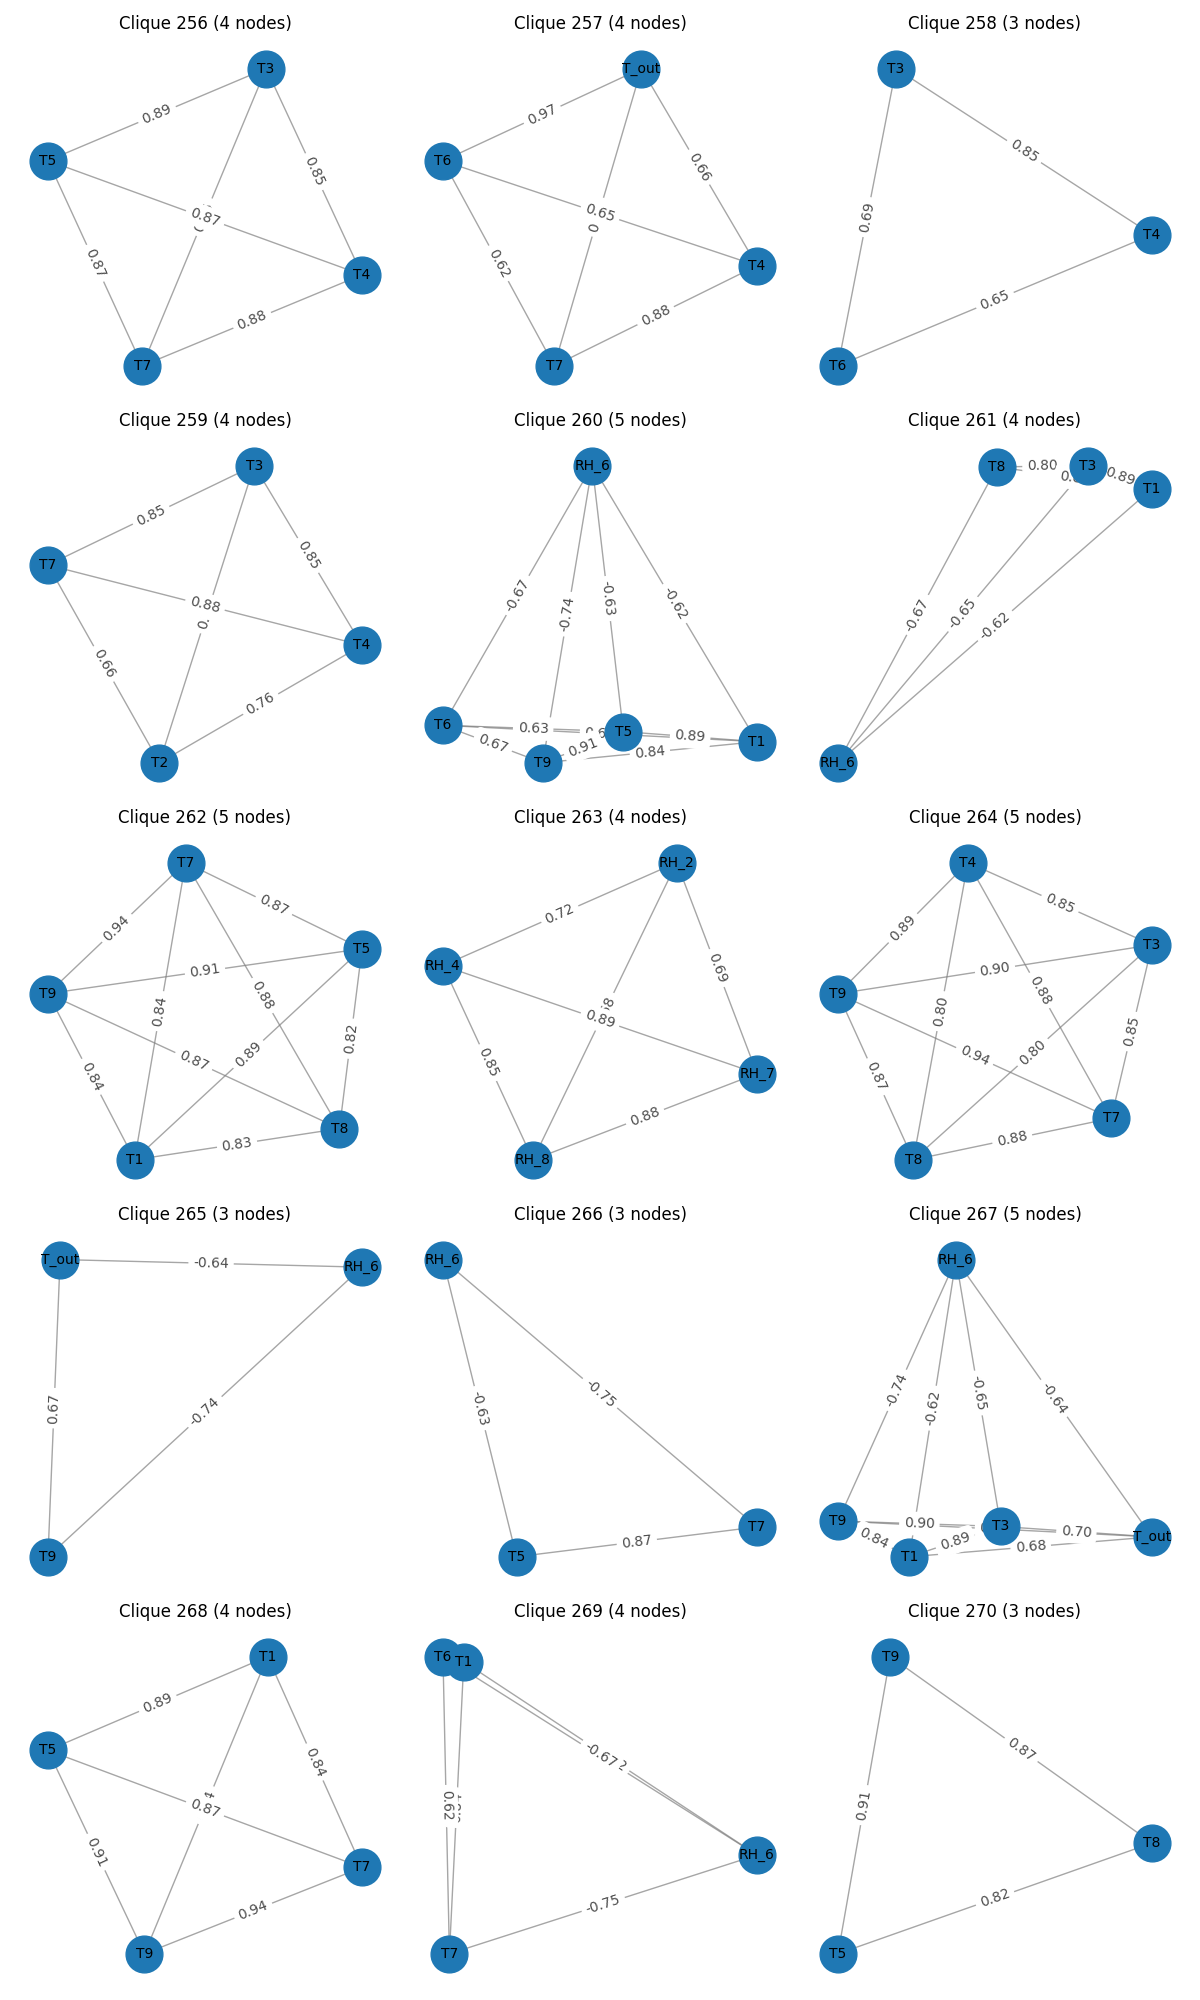 Clique 256 (4 nodes)
T3
0.89
T5
0.85
0.87
0.87
T4
0.88
T7
Clique 257 (4 nodes)
T_out
0.97
T6
0.66
0.65
0.62
T4
0.88
T7
Clique 258 (3 nodes)
T3
0.85
0.69
T4
0.65
T6
Clique 259 (4 nodes)
T3
0.85
0.85
T7
0.88
T4
0.66
0.76
T2
Clique 260 (5 nodes)
RH_6
-0.67
-0.74
-0.63
-0.62
T6
0.63
T5
0.89
T1
0.67
0.91
0.84
T9
Clique 261 (4 nodes)
T8
0.80
T3
0.89
T1
-0.67
-0.65
-0.62
RH_6
Clique 262 (5 nodes)
T7
0.87
0.94
T5
0.91
T9
0.88
0.84
0.82
0.89
0.87
0.84
T8
0.83
T1
Clique 263 (4 nodes)
RH_2
0.72
RH_4
0.69
0.89
0.85
RH_7
0.88
RH_8
Clique 264 (5 nodes)
T4
0.85
0.89
T3
0.90
T9
0.88
0.80
0.85
0.80
0.94
0.87
T7
0.88
T8
Clique 265 (3 nodes)
T_out
-0.64
RH_6
0.67
-0.74
T9
Clique 266 (3 nodes)
RH_6
-0.75
-0.63
T7
0.87
T5
Clique 267 (5 nodes)
RH_6
-0.74
-0.62
-0.65
-0.64
T9
0.90
T3
0.70
T_out
0.84
0.89
0.68
T1
Clique 268 (4 nodes)
T1
0.89
T5
0.84
0.87
0.91
T7
0.94
T9
Clique 269 (4 nodes)
T6
T1
-0.67
0.62
RH_6
-0.75
T7
Clique 270 (3 nodes)
T9
0.87
0.91
T8
0.82
T5